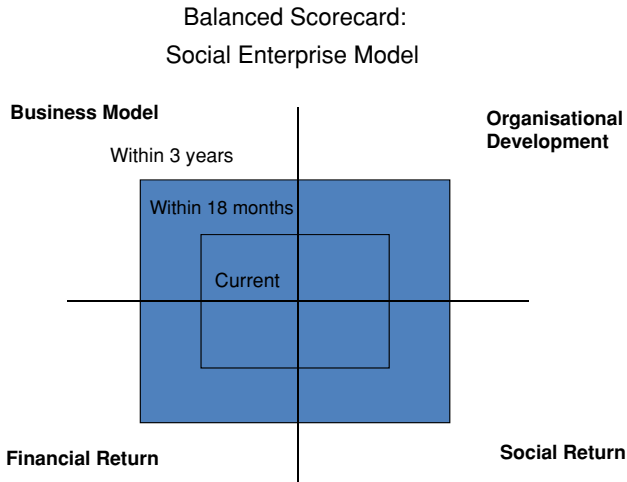 Balanced Scorecard:
Social Enterprise Model
Business Model
Organisational
Development
Within 3 years
Within 18 months
Current
Financial Return
Social Return